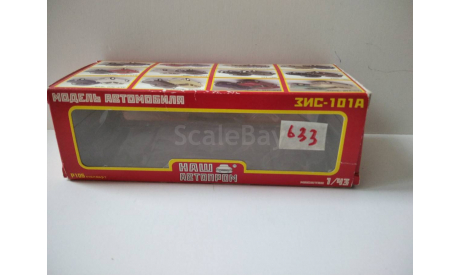 МОДЕЛЬ АВТОМОБИЛЯ
ЗИС-101А
ScaleBay
633
НАШ
АВТОПРОМ
1/43